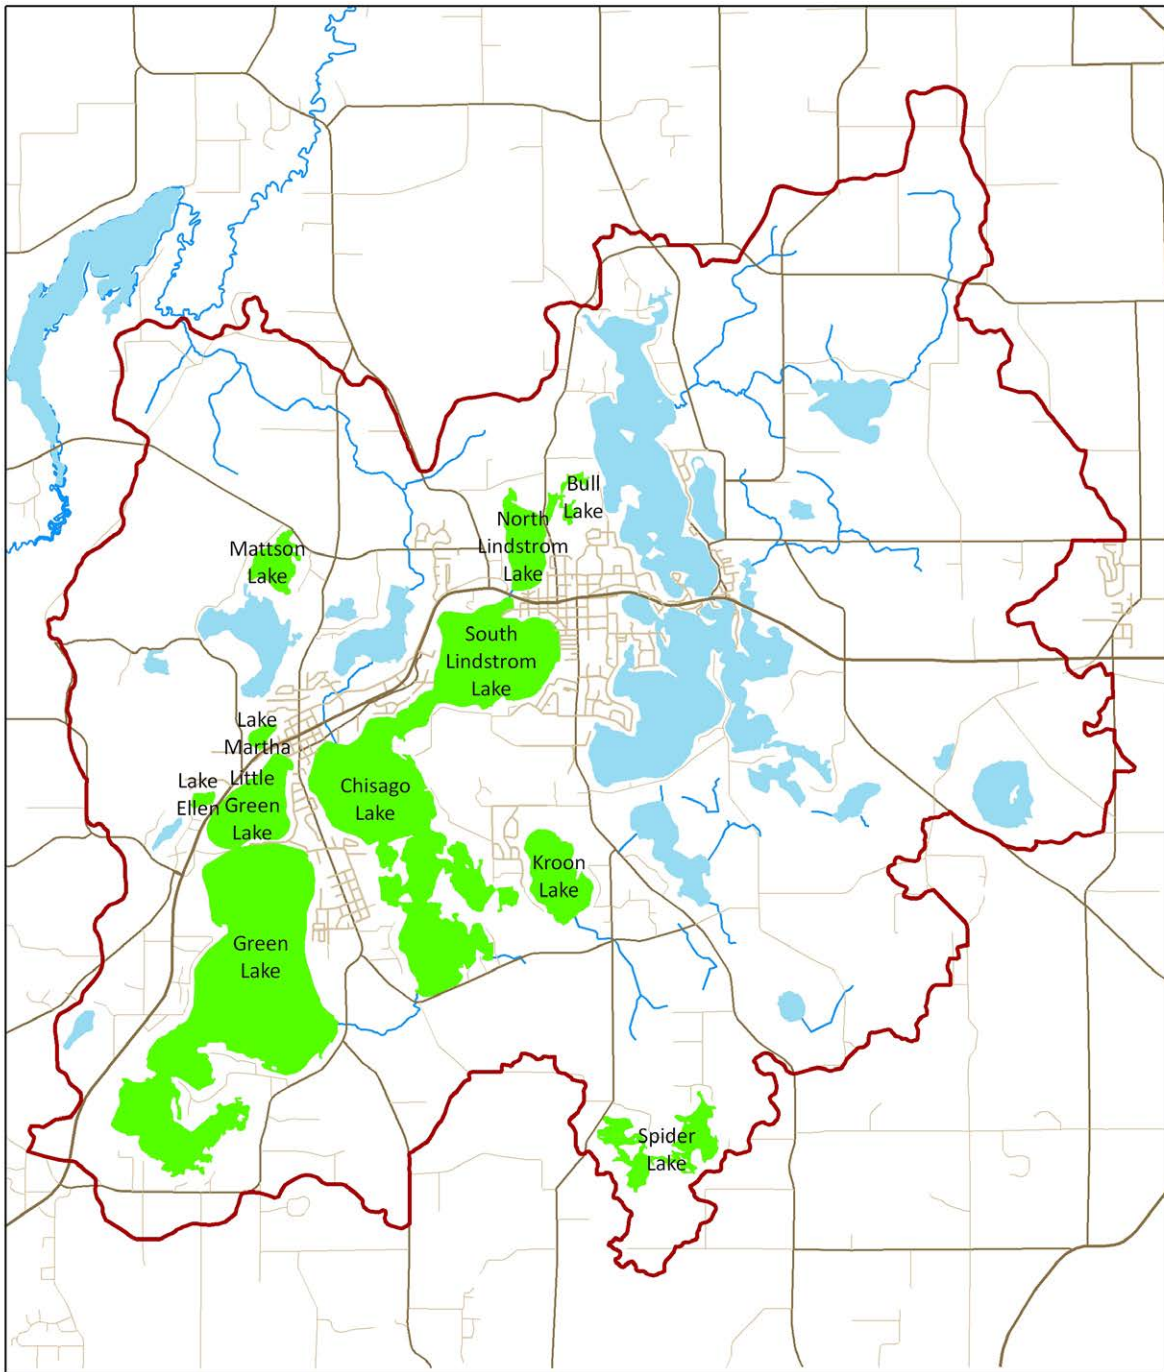 Bull
Lake
North
Lindstrom
Lake
Mattson
Lake
South
Lindstrom
Lake
Lake
Martha
Lake
Ellen
Little
Green
Lake
Chisago
Lake
Kroon
Lake
Green
Lake
Spider
Lake